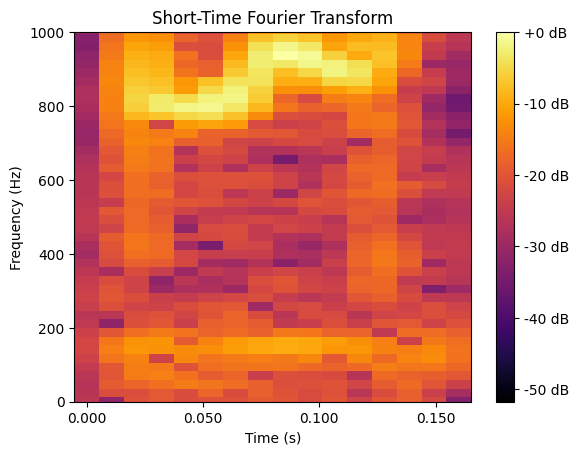 Short-Time Fourier Transform
1000
800
600
400
200
0
Frequency (Hz)
0.000
0.050
0.100
0.150
Time (s)
+0 dB
-10 dB
-20 dB
-30 dB
-40 dB
-50 dB